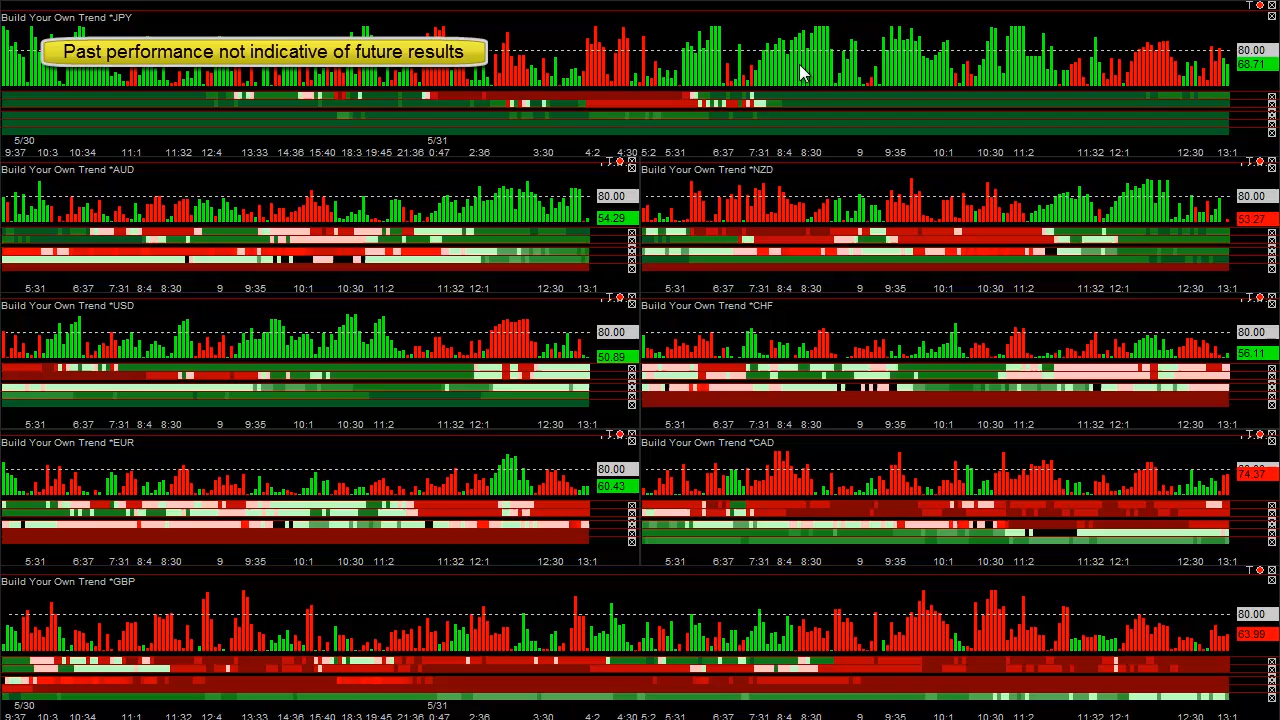 T
Build Your Own Trend *JPY
Past performance not indicative of future results
80.00
68.71
5/30 5/31
9:37 10:3 10:34 11:1 11:32 12:4 13:33 14:36 15:40 18:3 19:45 21:36 0:47 2:36 3:30 4:2 4:30 5:2 5:31 6:37 7:31 8:4 8:30 9 9:35 10:1 10:30 11:2 11:32 12:1 12:30 13:1
Build Your Own Trend *AUD
80.00
54.29
5:31 6:37 7:31 8:4 8:30 9 9:35 10:1 10:30 11:2 11:32 12:1 12:30 13:1
Build Your Own Trend *NZD
80.00
53.27
5:31 6:37 7:31 8:4 8:30 9 9:35 10:1 10:30 11:2 11:32 12:1 12:30 13:1
Build Your Own Trend *USD
80.00
50.89
5:31 6:37 7:31 8:4 8:30 9 9:35 10:1 10:30 11:2 11:32 12:1 12:30 13:1
Build Your Own Trend *CHF
80.00
56.11
5:31 6:37 7:31 8:4 8:30 9 9:35 10:1 10:30 11:2 11:32 12:1 12:30 13:1
Build Your Own Trend *EUR
80.00
60.43
5:31 6:37 7:31 8:4 8:30 9 9:35 10:1 10:30 11:2 11:32 12:1 12:30 13:1
Build Your Own Trend *CAD
74.37
5:31 6:37 7:31 8:4 8:30 9 9:35 10:1 10:30 11:2 11:32 12:1 12:30 13:1
T
Build Your Own Trend *GBP
80.00
63.99
5/30 5/31
9:37 10:3 10:34 11:1 11:32 12:4 13:33 14:36 15:40 18:3 19:45 21:36 0:47 2:36 3:30 4:2 4:30 5:2 5:31 6:37 7:31 8:4 8:30 9 9:35 10:1 10:30 11:2 11:32 12:1 12:30 13:1